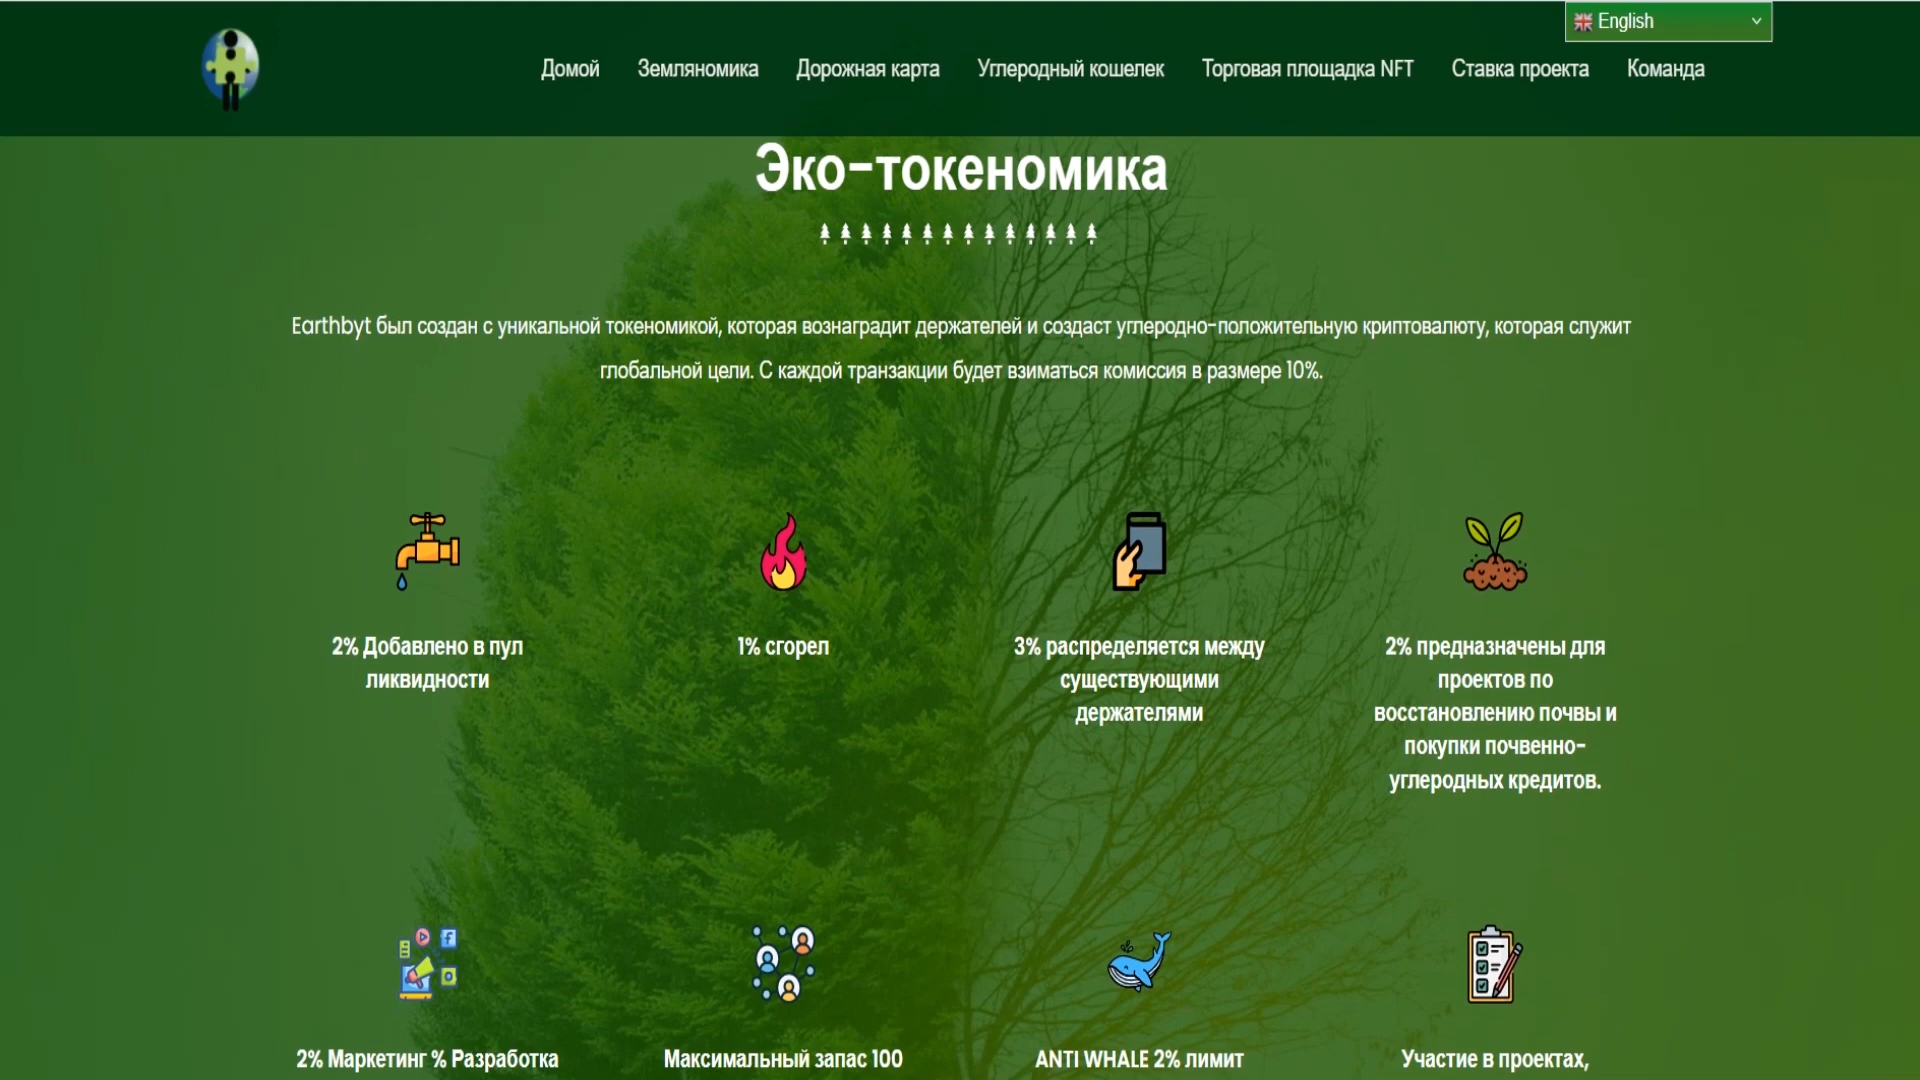 English
Домой Земляномика Дорожная карта Углеродный кошелек Торговая площадка NFT Ставка проекта Команда
Эко-токеномика
Earthbyt был создан с уникальной токеномикой, которая вознаградит держателей и создаст углеродно-положительную криптовалюту, которая служит
глобальной цели. С каждой транзакции будет взиматься комиссия в размере 10%.
2% Добавлено в пул
ликвидности
1% сгорел
3% распределяется между
существующими
держателями
2% предназначены для
проектов по
восстановлению почвы и
покупки почвенно-
углеродных кредитов.
2% Маркетинг % Разработка
Максимальный запас 100
ANTI WHALE 2% лимит
Участие в проектах,